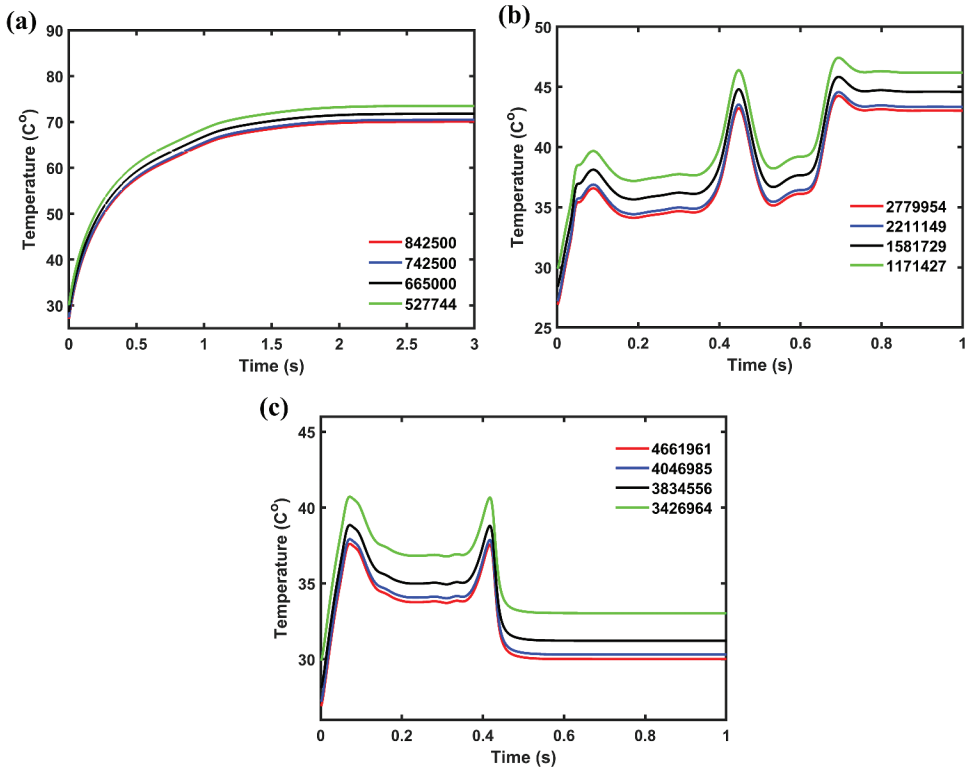 (a)
90
80
70
60
50
40
30
Temperature (C°)
842500
742500
665000
527744
0 0.5 1 1.5 2 2.5 3
Time (s)
(b)
50
45
40
35
30
25
Temperature (C°)
2779954
2211149
1581729
1171427
0 0.2 0.4 0.6 0.8 1
Time (s)
(c)
45
40
35
30
Temperature (C°)
4661961
4046985
3834556
3426964
0 0.2 0.4 0.6 0.8 1
Time (s)